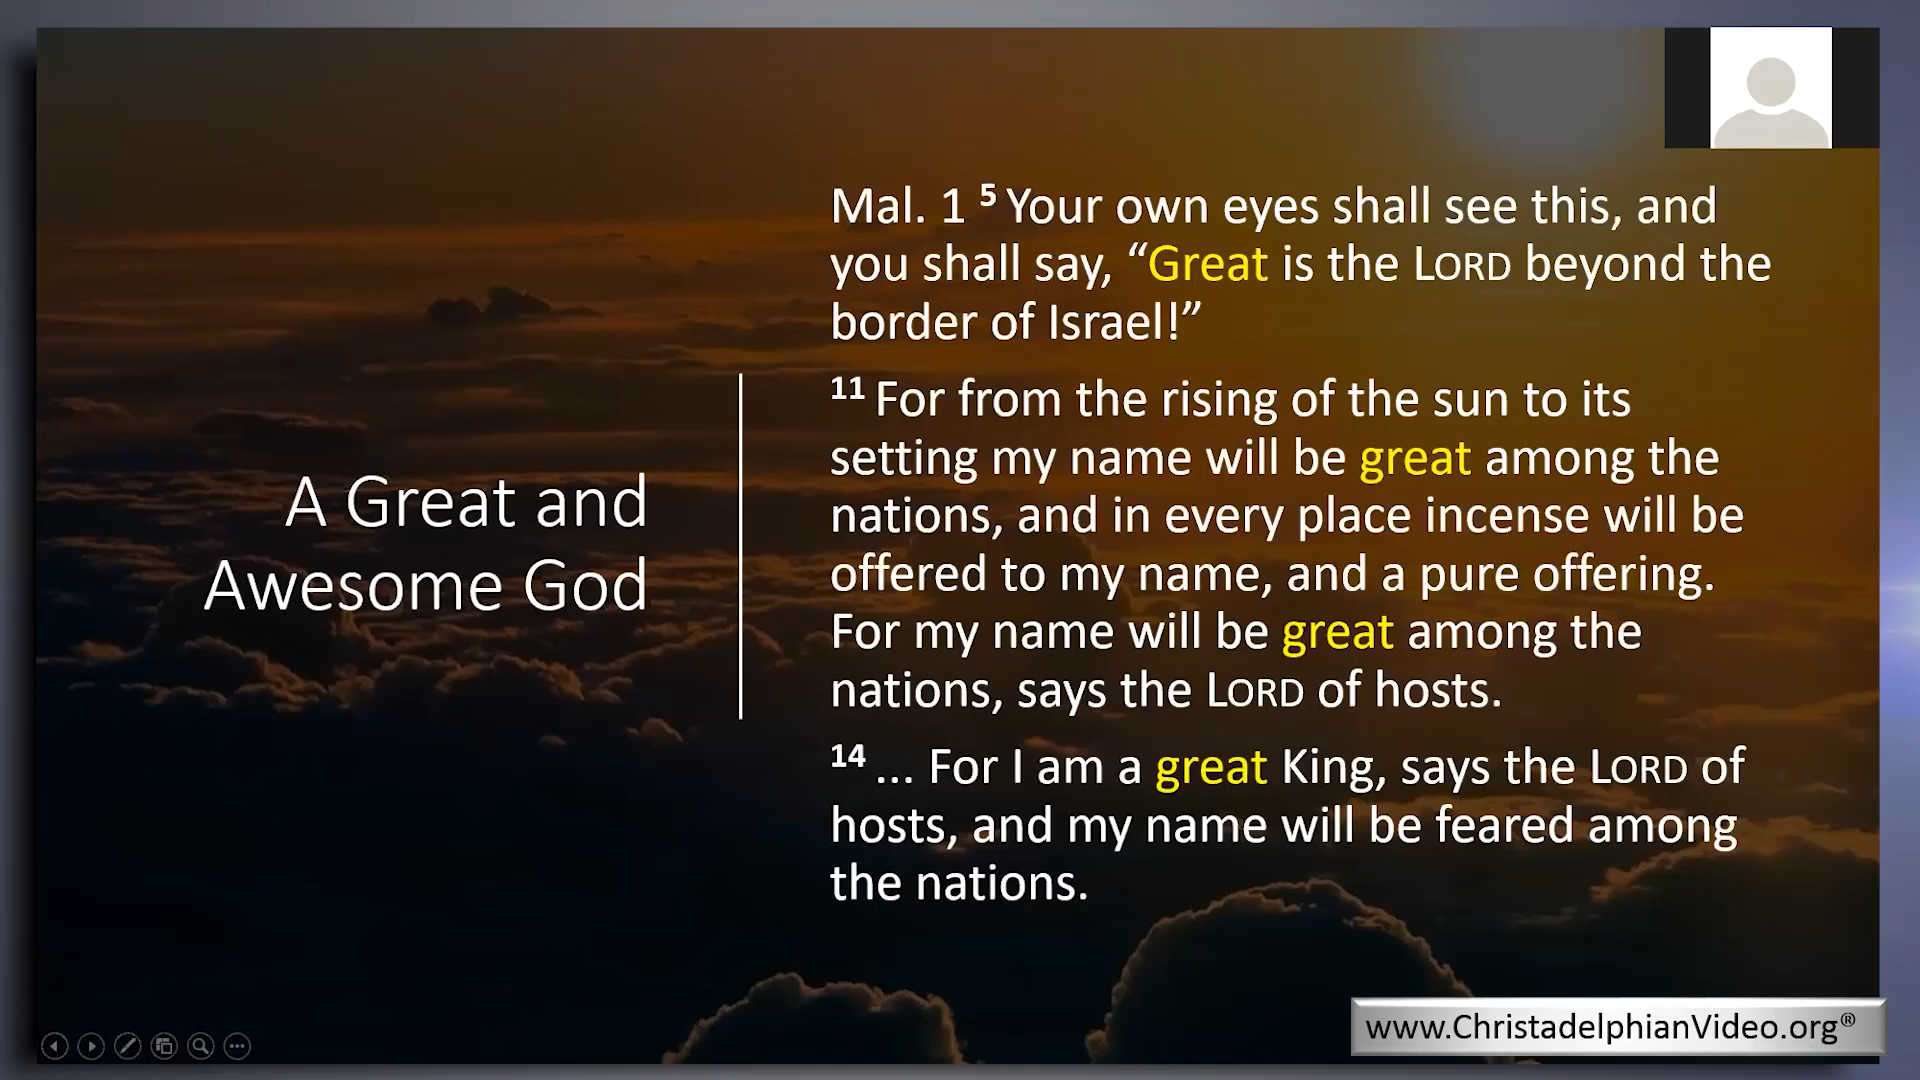 A Great and
Awesome God
Mal. 1 ⁵ Your own eyes shall see this, and
you shall say, “Great is the LORD beyond the
border of Israel!”
¹¹ For from the rising of the sun to its
setting my name will be great among the
nations, and in every place incense will be
offered to my name, and a pure offering.
For my name will be great among the
nations, says the LORD of hosts.
¹⁴ ... For I am a great King, says the LORD of
hosts, and my name will be feared among
the nations.
www.ChristadelphianVideo.org®